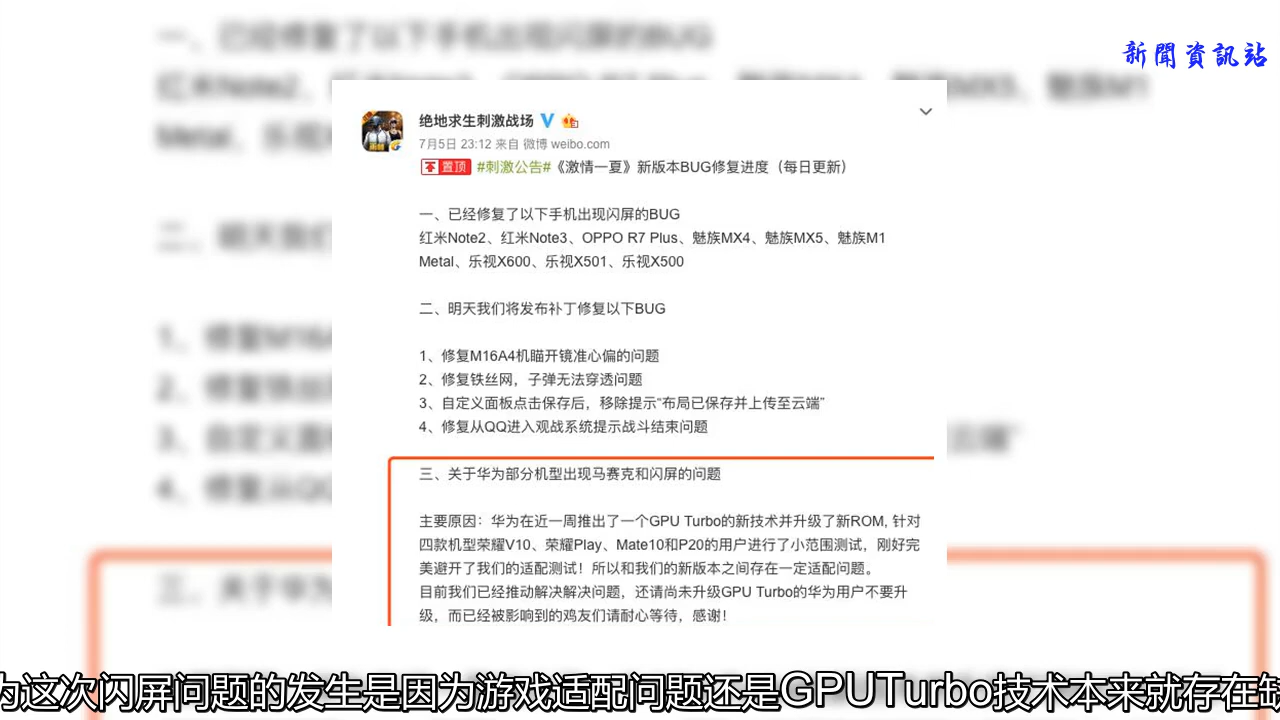 新聞資訊站
绝地求生刺激战场
7月5日 23:12 来自 微博 weibo.com
置顶 #刺激公告#《激情一夏》新版本BUG修复进度（每日更新）
一、已经修复了以下手机出现闪屏的BUG
红米Note2、红米Note3、OPPO R7 Plus、魅族MX4、魅族MX5、魅族M1
Metal、乐视X600、乐视X501、乐视X500
二、明天我们将发布补丁修复以下BUG
1、修复M16A4机瞄开镜准心偏的问题
2、修复铁丝网，子弹无法穿透问题
3、自定义面板点击保存后，移除提示“布局已保存并上传至云端”
4、修复从QQ进入观战系统提示战斗结束问题
三、关于华为部分机型出现马赛克和闪屏的问题
主要原因：华为在近一周推出了一个GPU Turbo的新技术并升级了新ROM, 针对
四款机型荣耀V10、荣耀Play、Mate10和P20的用户进行了小范围测试，刚好完
美避开了我们的适配测试！所以和我们的新版本之间存在一定适配问题。
目前我们已经推动解决解决问题，还请尚未升级GPU Turbo的华为用户不要升
级，而已经被影响到的鸡友们请耐心等待，感谢！
为这次闪屏问题的发生是因为游戏适配问题还是GPUTurbo技术本来就存在缺